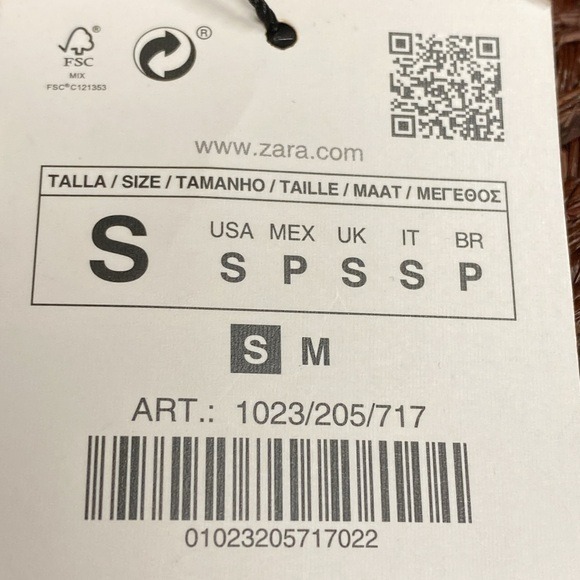 FSC®
MIX
FSC® C121353
®
www.zara.com
TALLA / SIZE / TAMANHO / TAILLE / MAAT / ΜΕΓΕΘΟΣ
S
USA MEX UK IT BR
S P S S P
S M
ART.: 1023/205/717
01023205717022